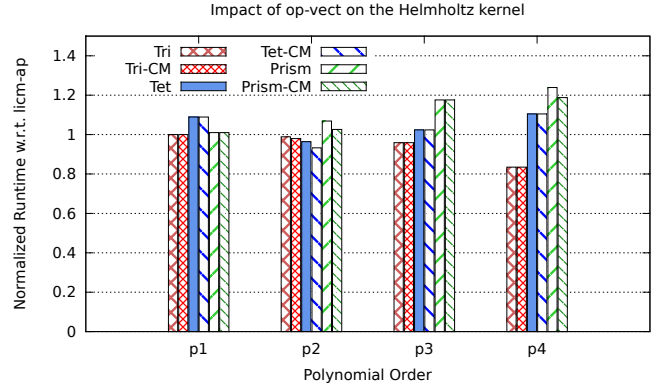 Impact of op-vect on the Helmholtz kernel
Normalized Runtime w.r.t. licm-ap
1.4
1.2
1
0.8
0.6
0.4
0.2
0
Tri
Tri-CM
Tet
Tet-CM
Prism
Prism-CM
p1 p2 p3 p4
Polynomial Order